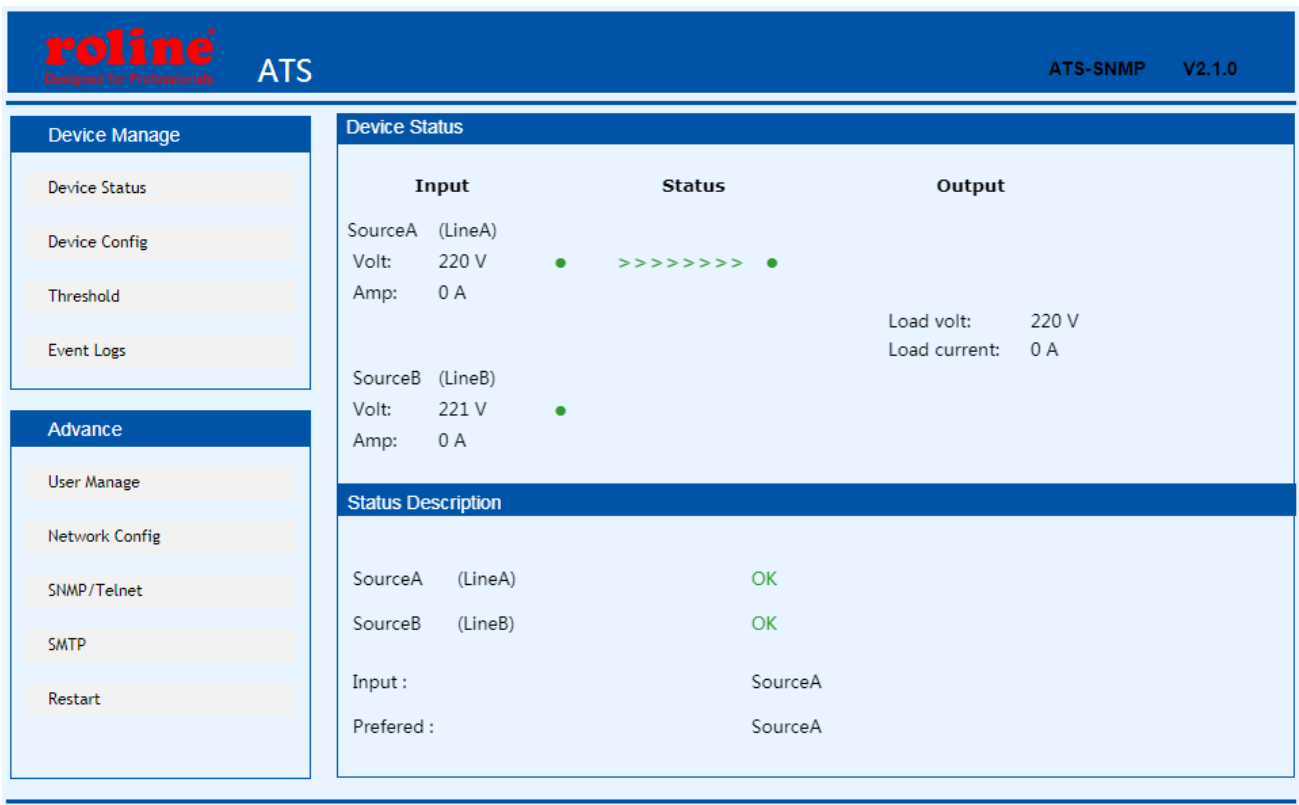 roline
Designed for Professionals
ATS
ATS-SNMP V2.1.0
Device Manage
Device Status
Device Config
Threshold
Event Logs
Advance
User Manage
Network Config
SNMP/Telnet
SMTP
Restart
Device Status
Input Status Output
SourceA (LineA)
Volt: 220 V ● >>>>>>>> ●
Amp: 0 A
Load volt: 220 V
Load current: 0 A
SourceB (LineB)
Volt: 221 V ●
Amp: 0 A
Status Description
SourceA (LineA) OK
SourceB (LineB) OK
Input : SourceA
Prefered : SourceA